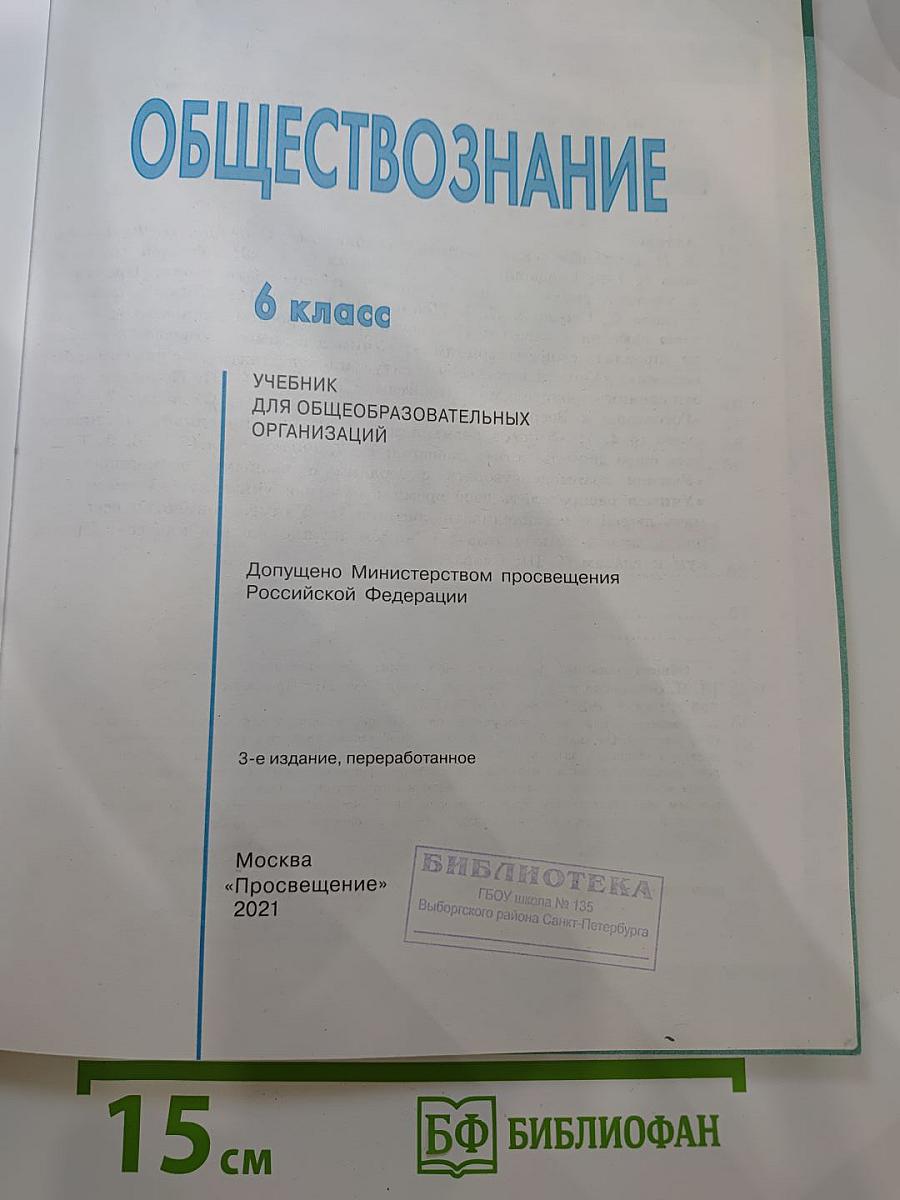 ОБЩЕСТВОЗНАНИЕ
6 класс
УЧЕБНИК
ДЛЯ ОБЩЕОБРАЗОВАТЕЛЬНЫХ
ОРГАНИЗАЦИЙ
Допущено Министерством просвещения
Российской Федерации
3-е издание, переработанное
Москва
«Просвещение»
2021
БИБЛИОТЕКА
ГБОУ школа № 135
Выборгского района Санкт-Петербурга
15 см
БФ БИБЛИОФАН